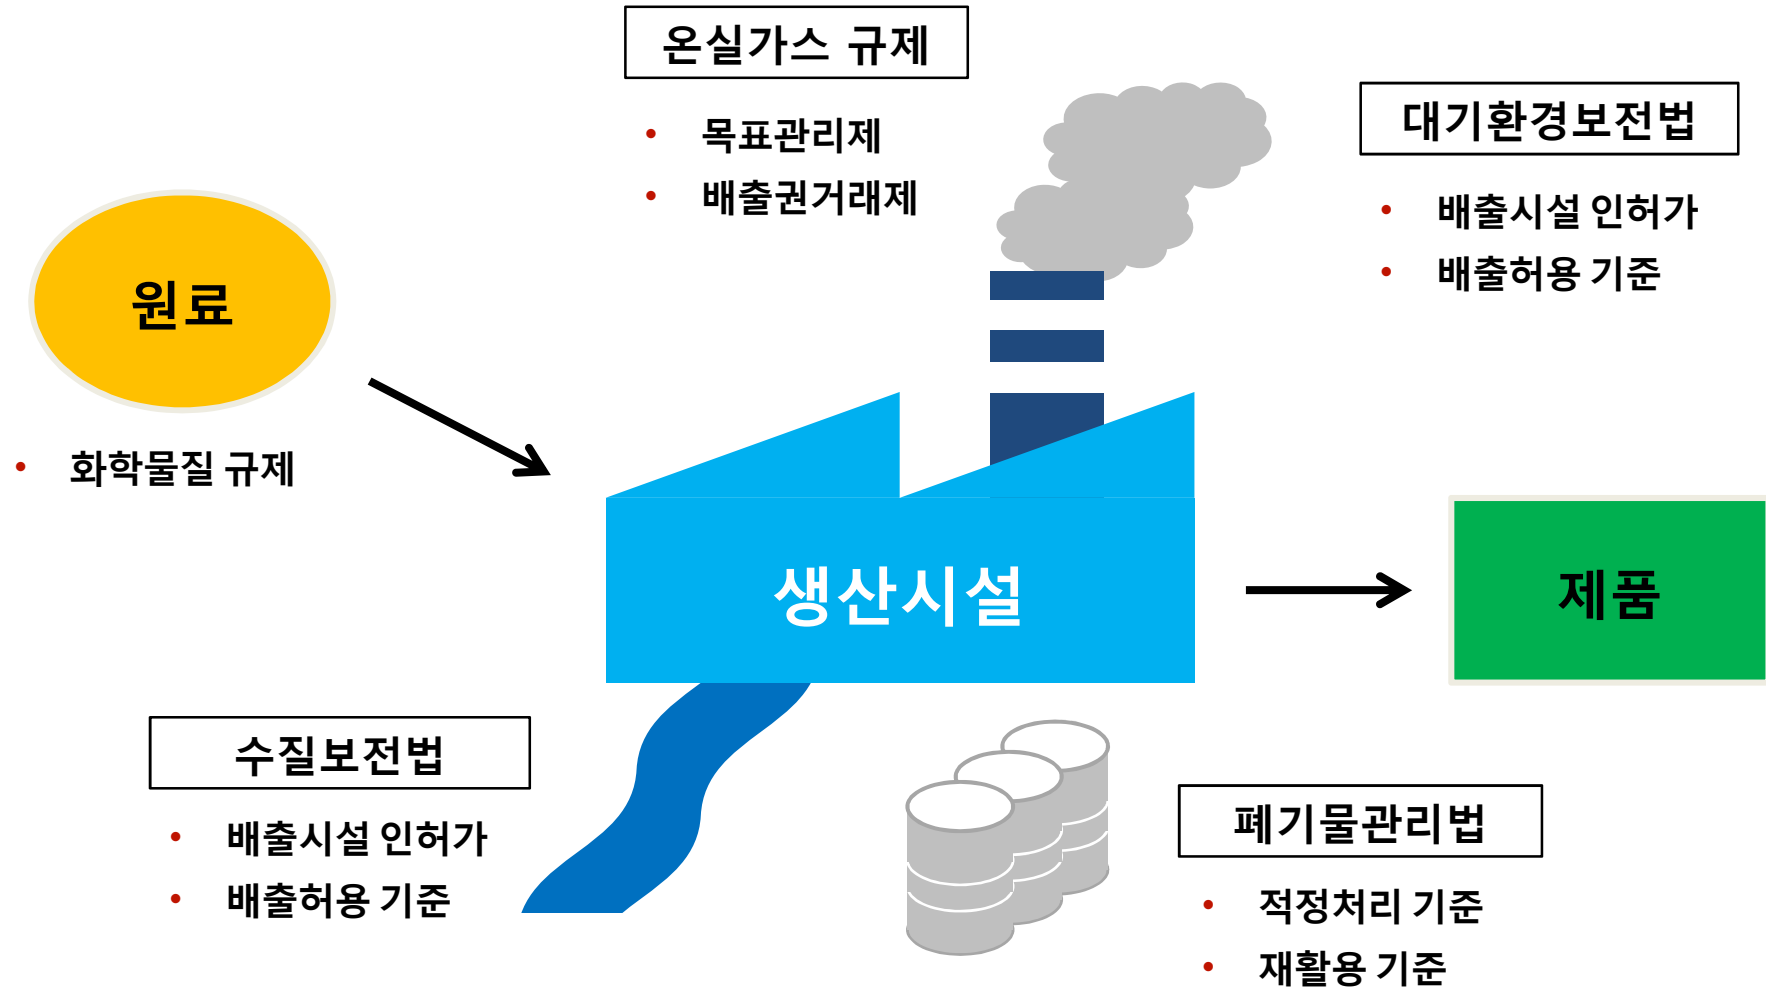 온실가스 규제
• 목표관리제
• 배출권거래제
대기환경보전법
• 배출시설 인허가
• 배출허용 기준
원료
• 화학물질 규제
생산시설
제품
수질보전법
• 배출시설 인허가
• 배출허용 기준
폐기물관리법
• 적정처리 기준
• 재활용 기준